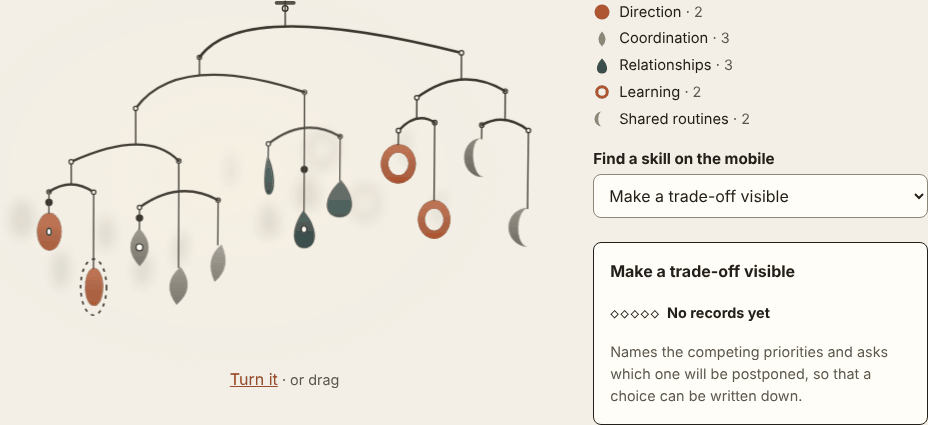 Direction · 2
Coordination · 3
Relationships · 3
Learning · 2
Shared routines · 2
Find a skill on the mobile
Make a trade-off visible
Make a trade-off visible
No records yet
Names the competing priorities and asks
which one will be postponed, so that a
choice can be written down.
Turn it · or drag